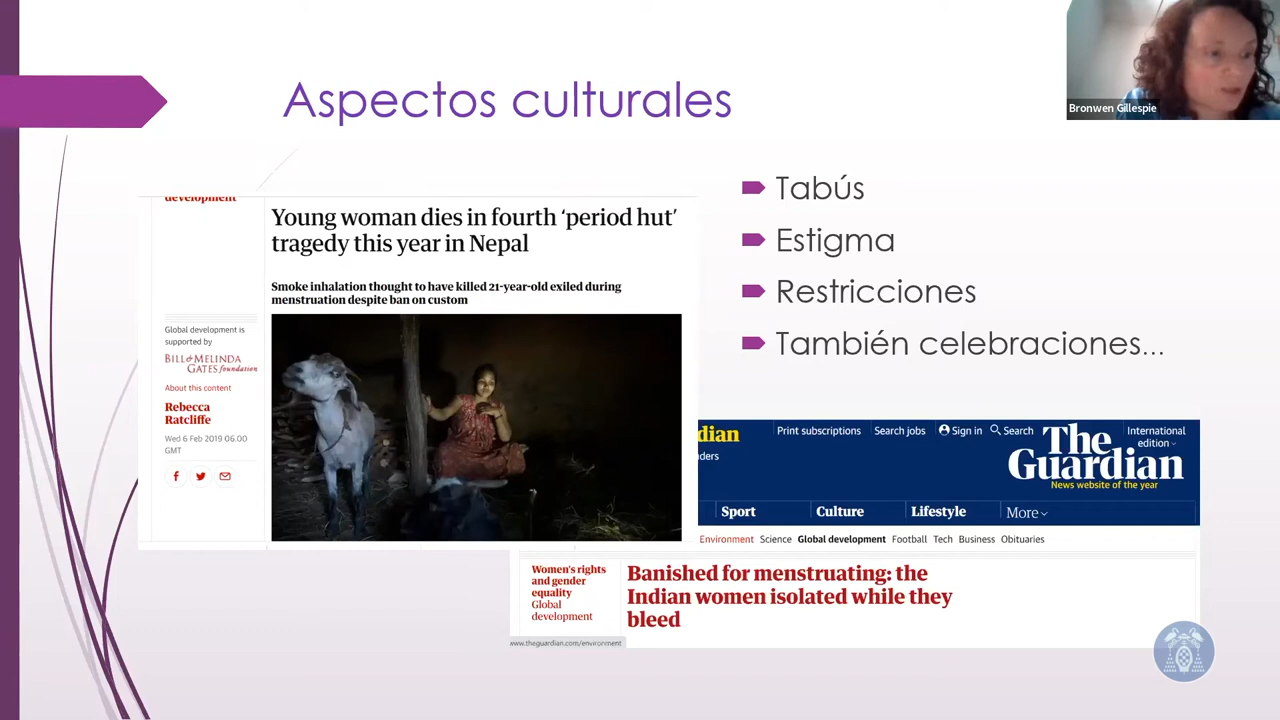 Aspectos culturales
Bronwen Gillespie
Tabús
Estigma
Restricciones
También celebraciones...
development
Young woman dies in fourth ‘period hut’
tragedy this year in Nepal
Smoke inhalation thought to have killed 21-year-old exiled during
menstruation despite ban on custom
Global development is
supported by
BILL & MELINDA
GATES foundation
About this content
Rebecca
Ratcliffe
Wed 6 Feb 2019 06.00
GMT
dian
ders
Print subscriptions
Search jobs
Sign in
Search
The
Guardian
News website of the year
International
edition
Sport
Culture
Lifestyle
More
Environment Science Global development Football Tech Business Obituaries
Women's rights
and gender
equality
Global
development
Banished for menstruating: the
Indian women isolated while they
bleed
www.theguardian.com/environment